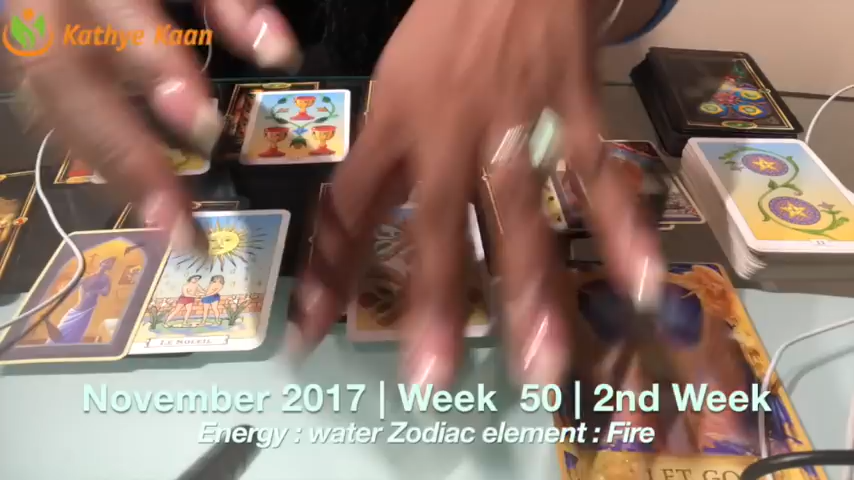 Kathye Kaan
LE SOLEIL
November 2017 | Week 50 | 2nd Week
Energy : water Zodiac element : Fire
LET GO